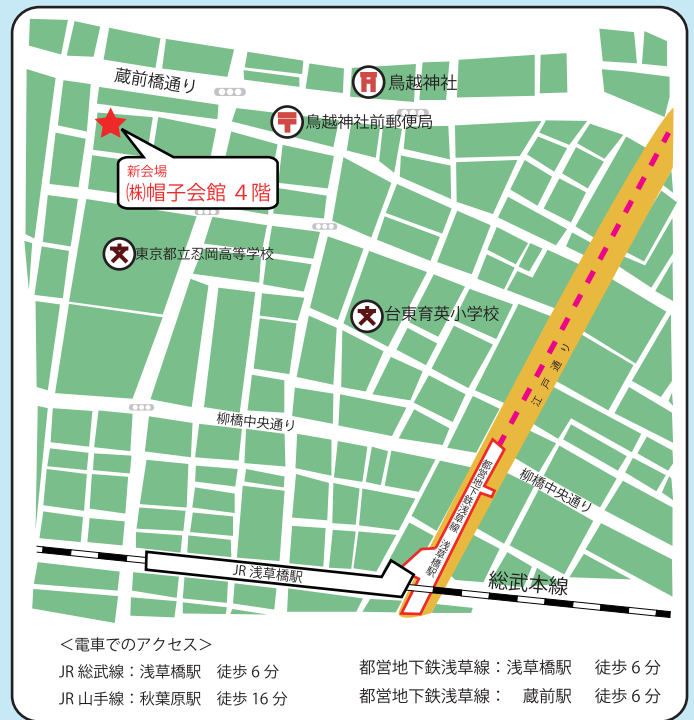 蔵前橋通り
鳥越神社
鳥越神社前郵便局
新会場
㈱帽子会館 4階
東京都立忍岡高等学校
台東育英小学校
江戸通り
柳橋中央通り
柳橋中央通り
都営地下鉄浅草線 浅草橋駅
JR 浅草橋駅
総武本線
＜電車でのアクセス＞
JR 総武線：浅草橋駅 徒歩 6 分
JR 山手線：秋葉原駅 徒歩 16 分
都営地下鉄浅草線：浅草橋駅 徒歩 6 分
都営地下鉄浅草線： 蔵前駅 徒歩 6 分